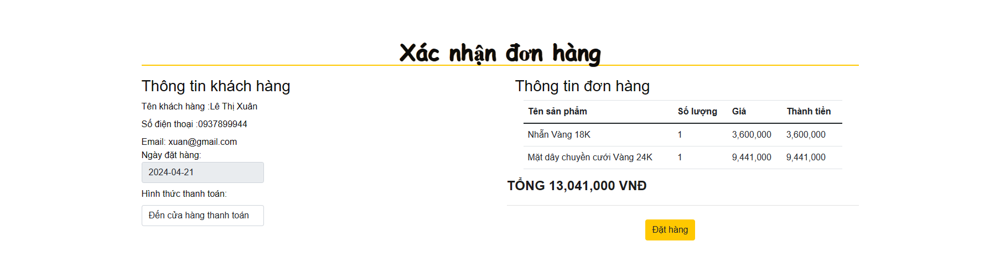 Xác nhận đơn hàng
Thông tin khách hàng
Tên khách hàng :Lê Thị Xuân
Số điện thoại :0937899944
Email: xuan@gmail.com
Ngày đặt hàng:
2024-04-21
Hình thức thanh toán:
Đến cửa hàng thanh toán
Thông tin đơn hàng
Tên sản phẩm Số lượng Giá Thành tiền
Nhẫn Vàng 18K 1 3,600,000 3,600,000
Mặt dây chuyền cưới Vàng 24K 1 9,441,000 9,441,000
TỔNG 13,041,000 VNĐ
Đặt hàng